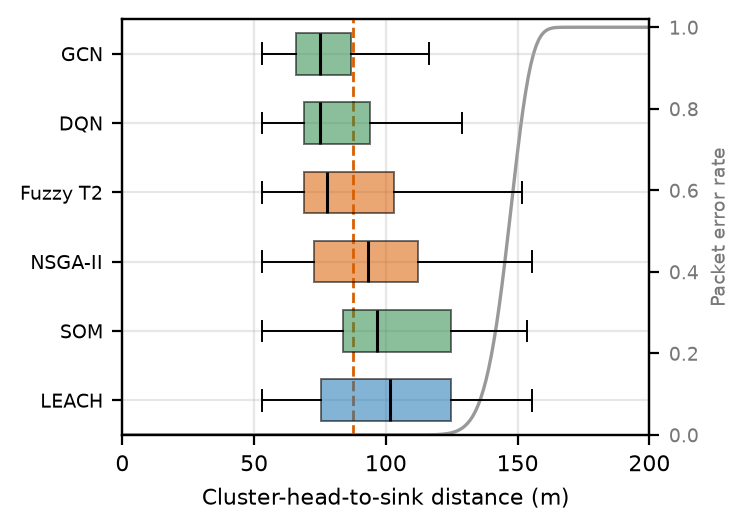 GCN
DQN
Fuzzy T2
NSGA-II
SOM
LEACH
0 50 100 150 200
Cluster-head-to-sink distance (m)
1.0
0.8
0.6
0.4
0.2
0.0
Packet error rate